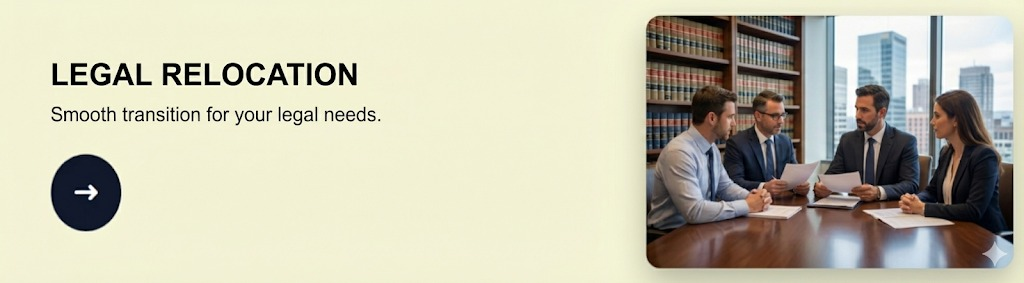 LEGAL RELOCATION
Smooth transition for your legal needs.